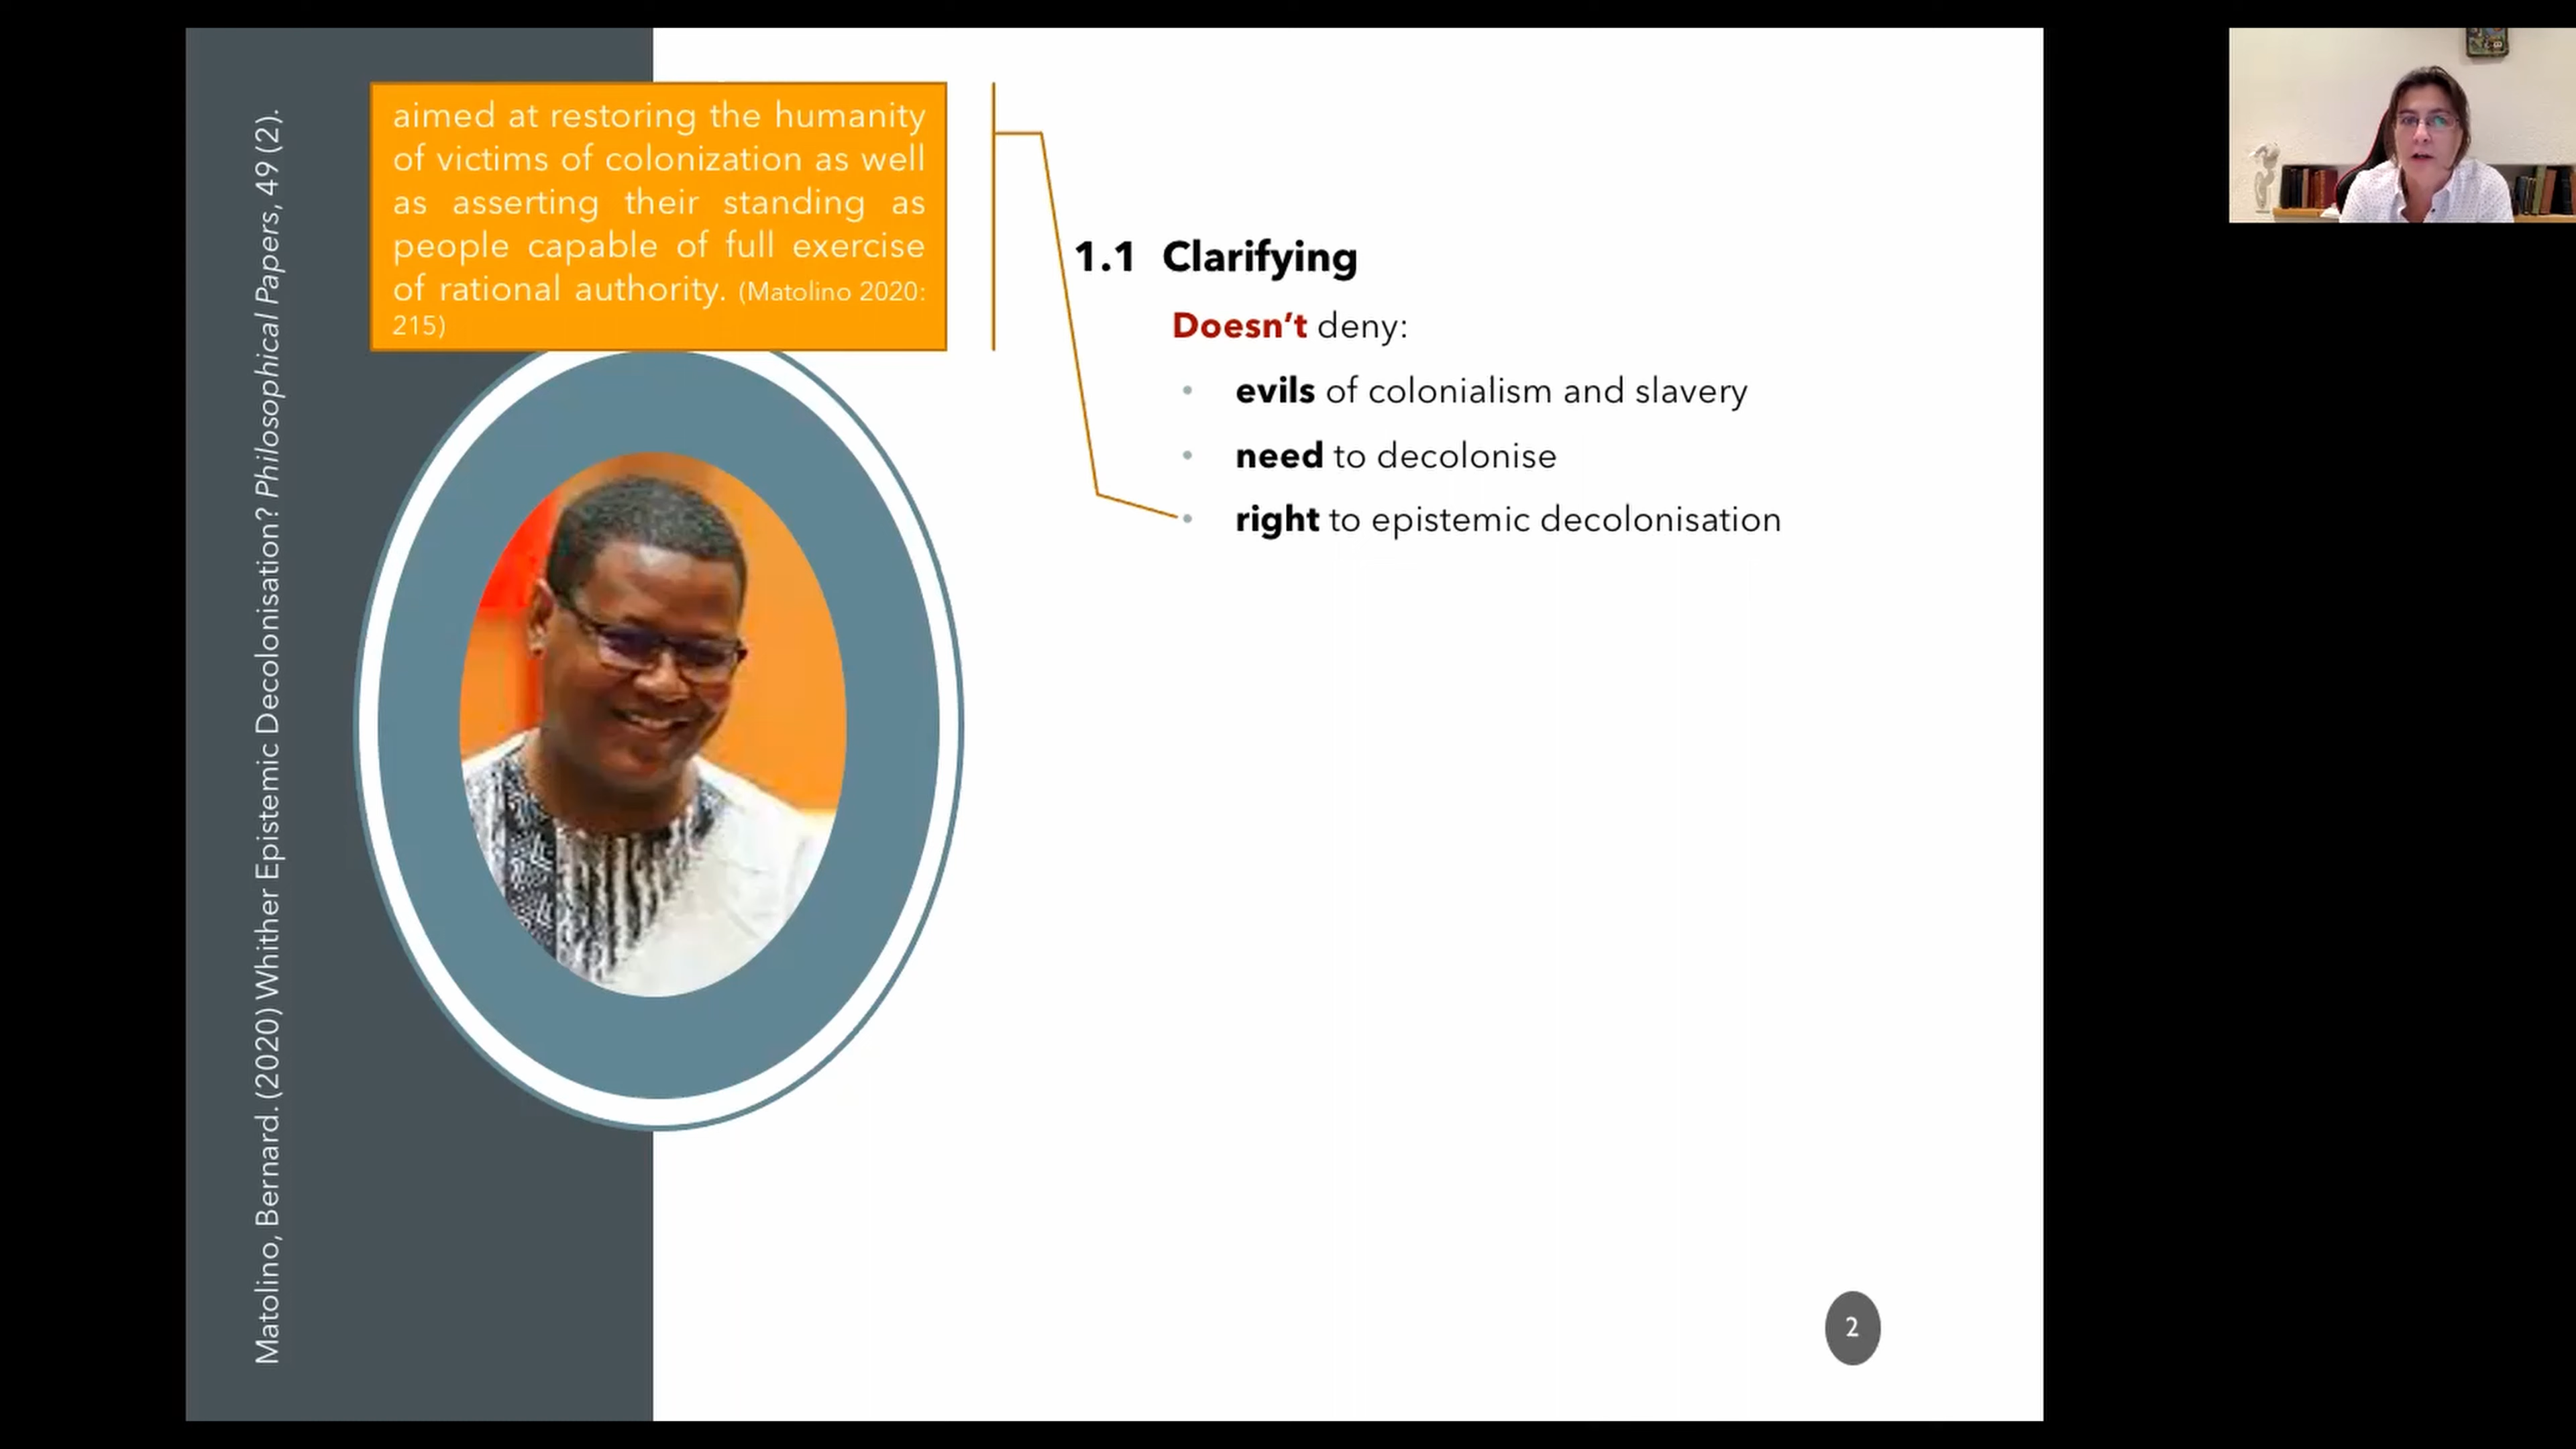 Matolino, Bernard. (2020) Whither Epistemic Decolonisation? Philosophical Papers, 49 (2).
aimed at restoring the humanity
of victims of colonization as well
as asserting their standing as
people capable of full exercise
of rational authority. (Matolino 2020:
215)
1.1 Clarifying
Doesn’t deny:
• evils of colonialism and slavery
• need to decolonise
• right to epistemic decolonisation
2